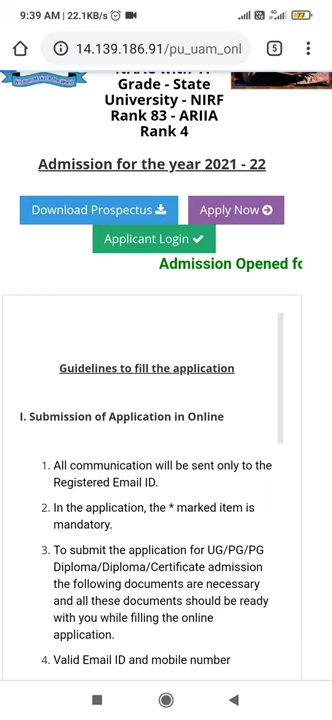 9:39 AM | 22.1KB/s
77
14.139.186.91/pu_uam_onl
5
Grade - State
University - NIRF
Rank 83 - ARIIA
Rank 4
Admission for the year 2021 - 22
Download Prospectus
Apply Now
Applicant Login
Admission Opened fo
Guidelines to fill the application
I. Submission of Application in Online
1. All communication will be sent only to the
Registered Email ID.
2. In the application, the * marked item is
mandatory.
3. To submit the application for UG/PG/PG
Diploma/Diploma/Certificate admission
the following documents are necessary
and all these documents should be ready
with you while filling the online
application.
4. Valid Email ID and mobile number